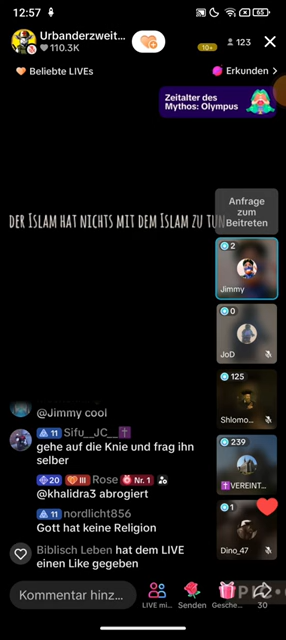 12:57
65
Urbanderzweit...
110.3K
10+
123
Beliebte LIVEs
Erkunden >
Zeitalter des
Mythos: Olympus
Anfrage
zum
Beitreten
DER ISLAM HAT NICHTS MIT DEM ISLAM ZU TUN
2
Jimmy
0
JoD
125
Shlomo...
239
VEREINT...
1
Dino_47
@Jimmy cool
11 Sifu__JC__
gehe auf die Knie und frag ihn
selber
20 III Rose Nr. 1
@khalidra3 abrogiert
11 nordlicht856
Gott hat keine Religion
Biblisch Leben hat dem LIVE
einen Like gegeben
Kommentar hinz...
LIVE mi...
Senden
Gesche...
30